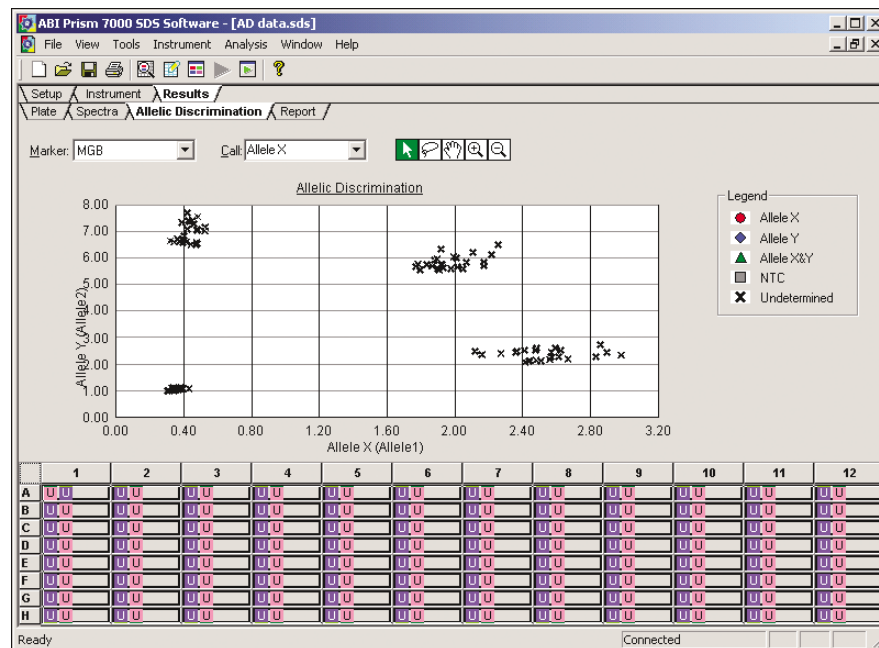 ABI Prism 7000 SDS Software - [AD data.sds]
File View Tools Instrument Analysis Window Help
Setup Instrument Results
Plate Spectra Allelic Discrimination Report
Marker: MGB Call: Allele X
Allelic Discrimination
Legend
Allele X
Allele Y
Allele X&Y
NTC
Undetermined
Allele Y (Allele2)
8.00
7.00
6.00
5.00
4.00
3.00
2.00
1.00
0.00
0.00 0.40 0.80 1.20 1.60 2.00 2.40 2.80 3.20
Allele X (Allele1)
1 2 3 4 5 6 7 8 9 10 11 12
A U U U U U U U U U U U U U U U U U U U U U U U U
B U U U U U U U U U U U U U U U U U U U U U U U U
C U U U U U U U U U U U U U U U U U U U U U U U U
D U U U U U U U U U U U U U U U U U U U U U U U U
E U U U U U U U U U U U U U U U U U U U U U U U U
F U U U U U U U U U U U U U U U U U U U U U U U U
G U U U U U U U U U U U U U U U U U U U U U U U U
H U U U U U U U U U U U U U U U U U U U U U U U U
Ready Connected